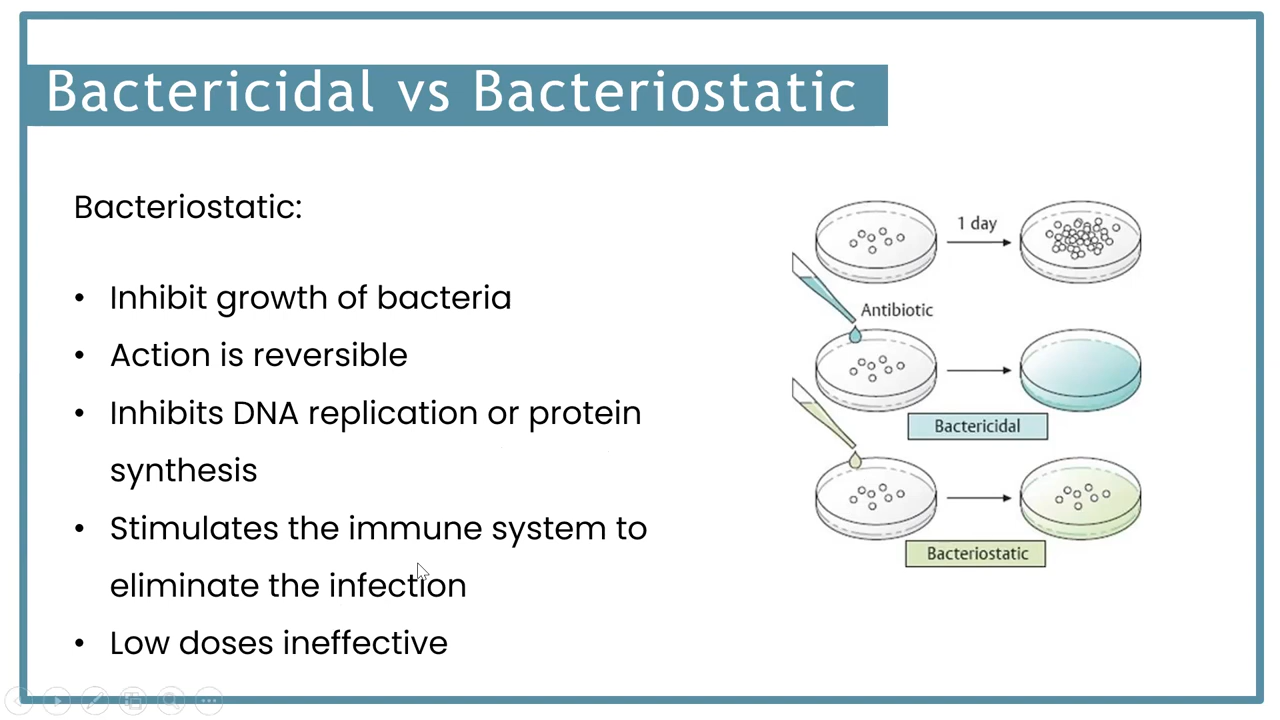 Bactericidal vs Bacteriostatic
Bacteriostatic:
• Inhibit growth of bacteria
• Action is reversible
• Inhibits DNA replication or protein
synthesis
• Stimulates the immune system to
eliminate the infection
• Low doses ineffective
1 day
Antibiotic
Bactericidal
Bacteriostatic